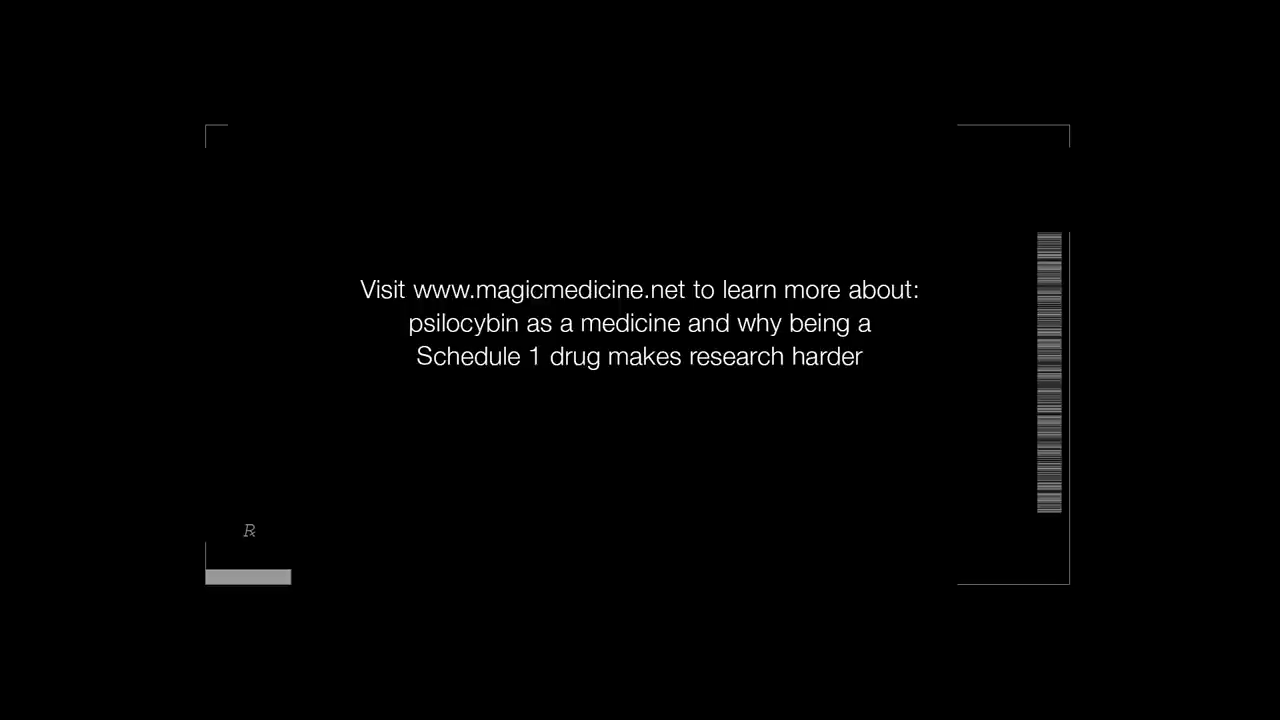 Visit www.magicmedicine.net to learn more about:
psilocybin as a medicine and why being a
Schedule 1 drug makes research harder
℞